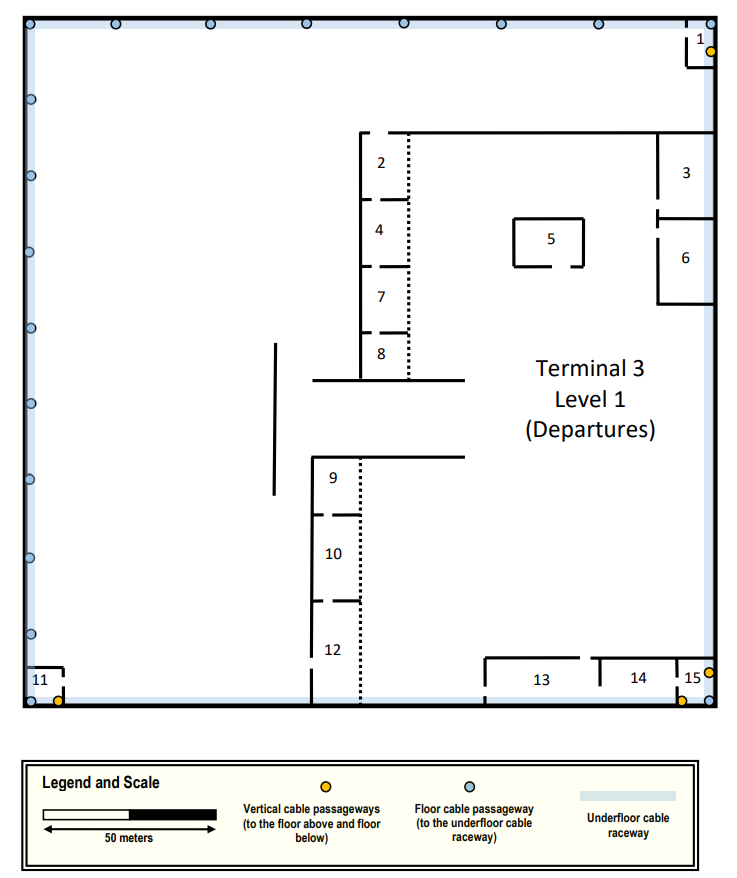 1
2
3
4
5
6
7
8
Terminal 3
Level 1
(Departures)
9
10
12
11
13
14
15
Legend and Scale
50 meters
Vertical cable passageways
(to the floor above and floor
below)
Floor cable passageway
(to the underfloor cable
raceway)
Underfloor cable
raceway